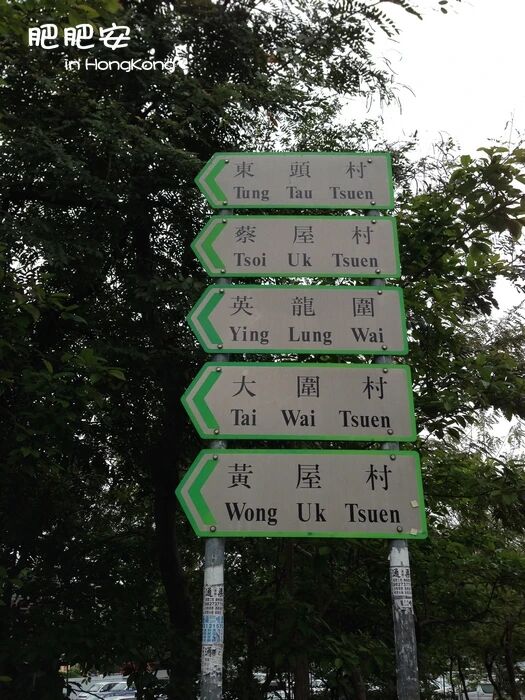 肥肥安
in HongKong
東頭村
Tung Tau Tsuen
蔡屋村
Tsoi Uk Tsuen
英龍圍
Ying Lung Wai
大圍村
Tai Wai Tsuen
黃屋村
Wong Uk Tsuen